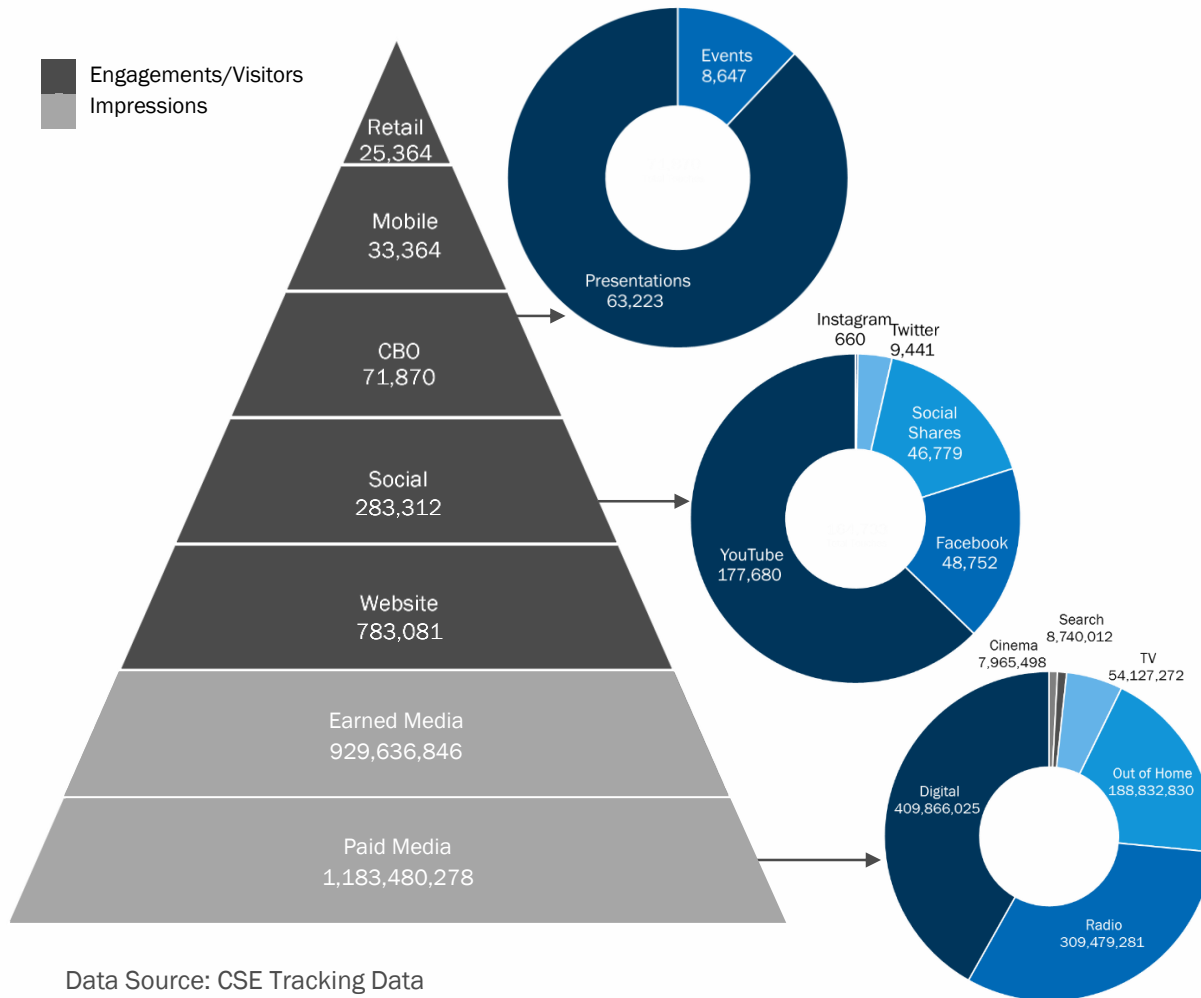 Engagements/Visitors
Impressions
Retail
25,364
Mobile
33,364
CBO
71,870
Social
283,312
Website
783,081
Earned Media
929,636,846
Paid Media
1,183,480,278
Events
8,647
Presentations
63,223
Instagram
660
Twitter
9,441
Social
Shares
46,779
Facebook
48,752
YouTube
177,680
Cinema
7,965,498
Search
8,740,012
TV
54,127,272
Out of Home
188,832,830
Digital
409,866,025
Radio
309,479,281
Data Source: CSE Tracking Data